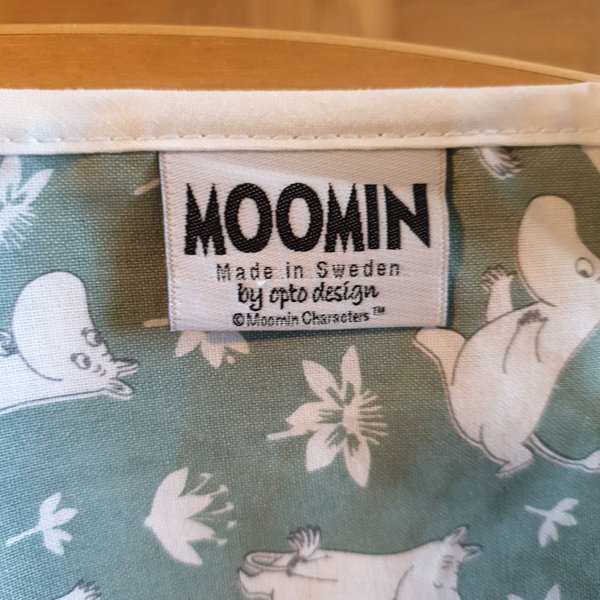 MOOMIN
Made in Sweden
by opto design
© Moomin Characters™